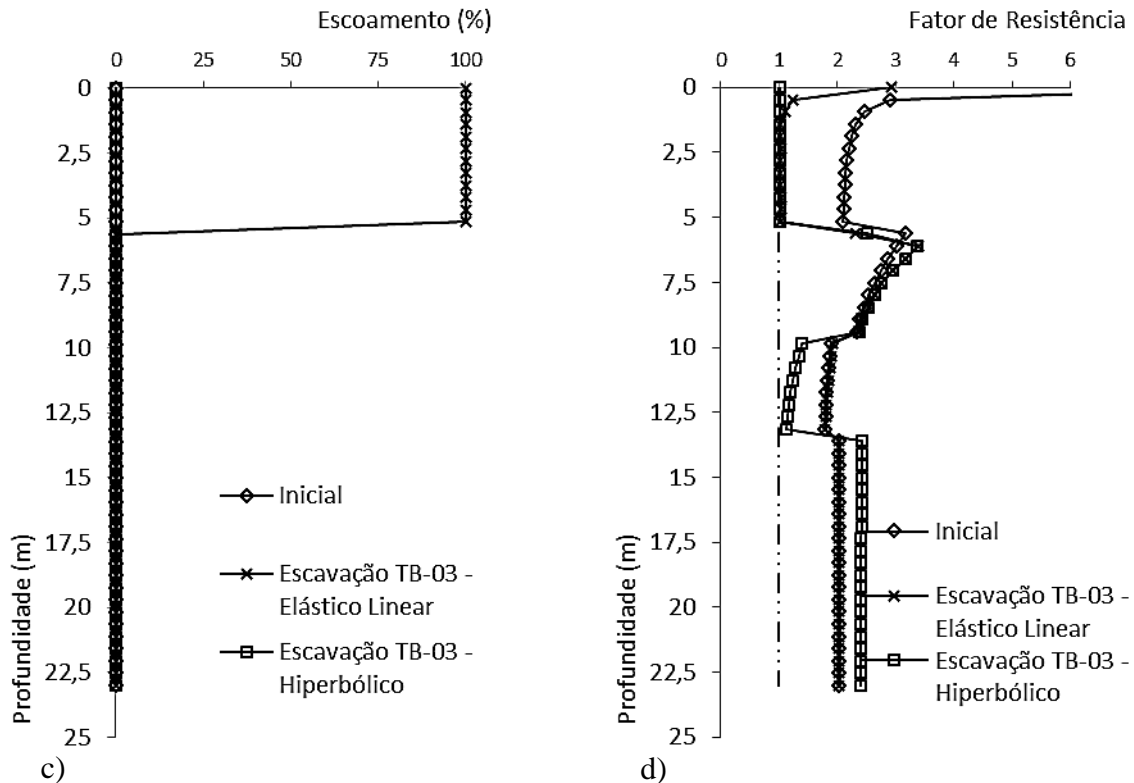 Escoamento (%)
0 25 50 75 100
0
2,5
5
7,5
10
12,5
15
17,5
20
22,5
25
Profundidade (m)
Inicial
Escavação TB-03 -
Elástico Linear
Escavação TB-03 -
Hiperbólico
c)
Fator de Resistência
0 1 2 3 4 5 6
0
2,5
5
7,5
10
12,5
15
17,5
20
22,5
25
Profundidade (m)
Inicial
Escavação TB-03 -
Elástico Linear
Escavação TB-03 -
Hiperbólico
d)